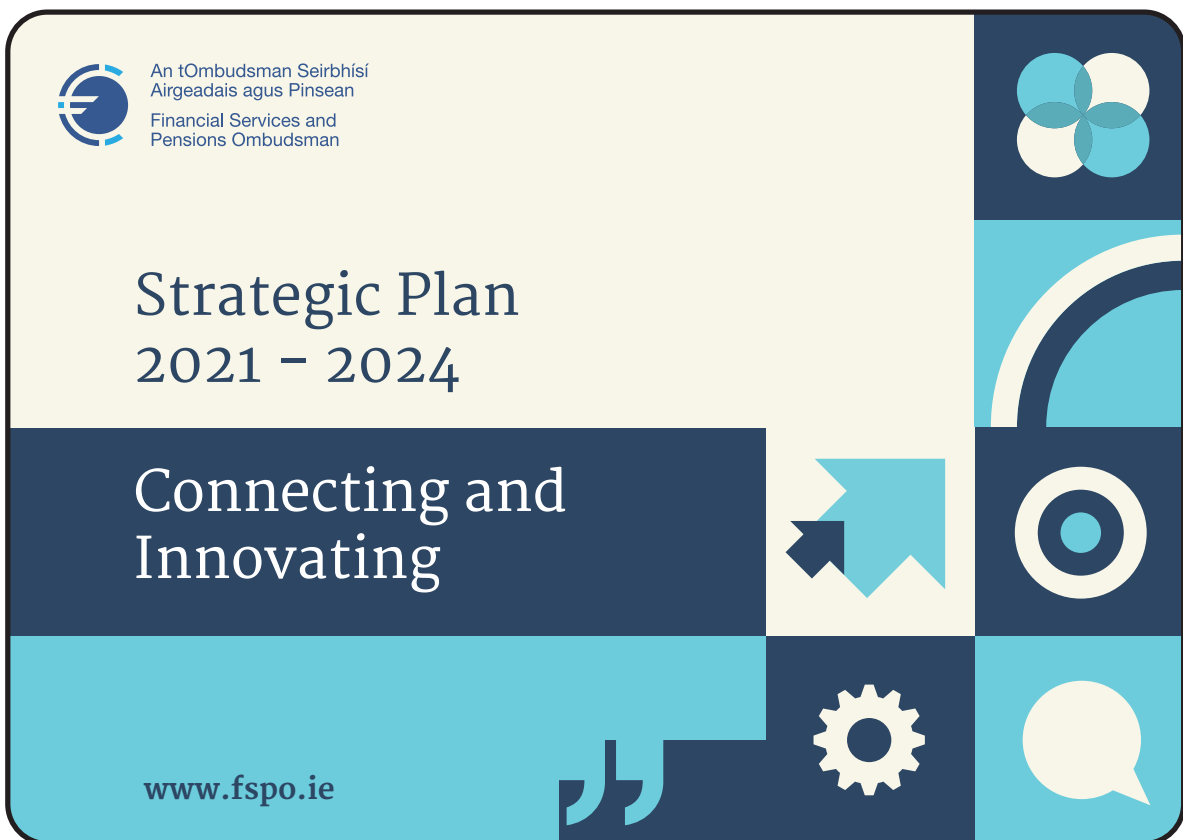 An tOmbudsman Seirbhísí
Airgeadais agus Pinsean
Financial Services and
Pensions Ombudsman
Strategic Plan
2021 - 2024
Connecting and
Innovating
www.fspo.ie